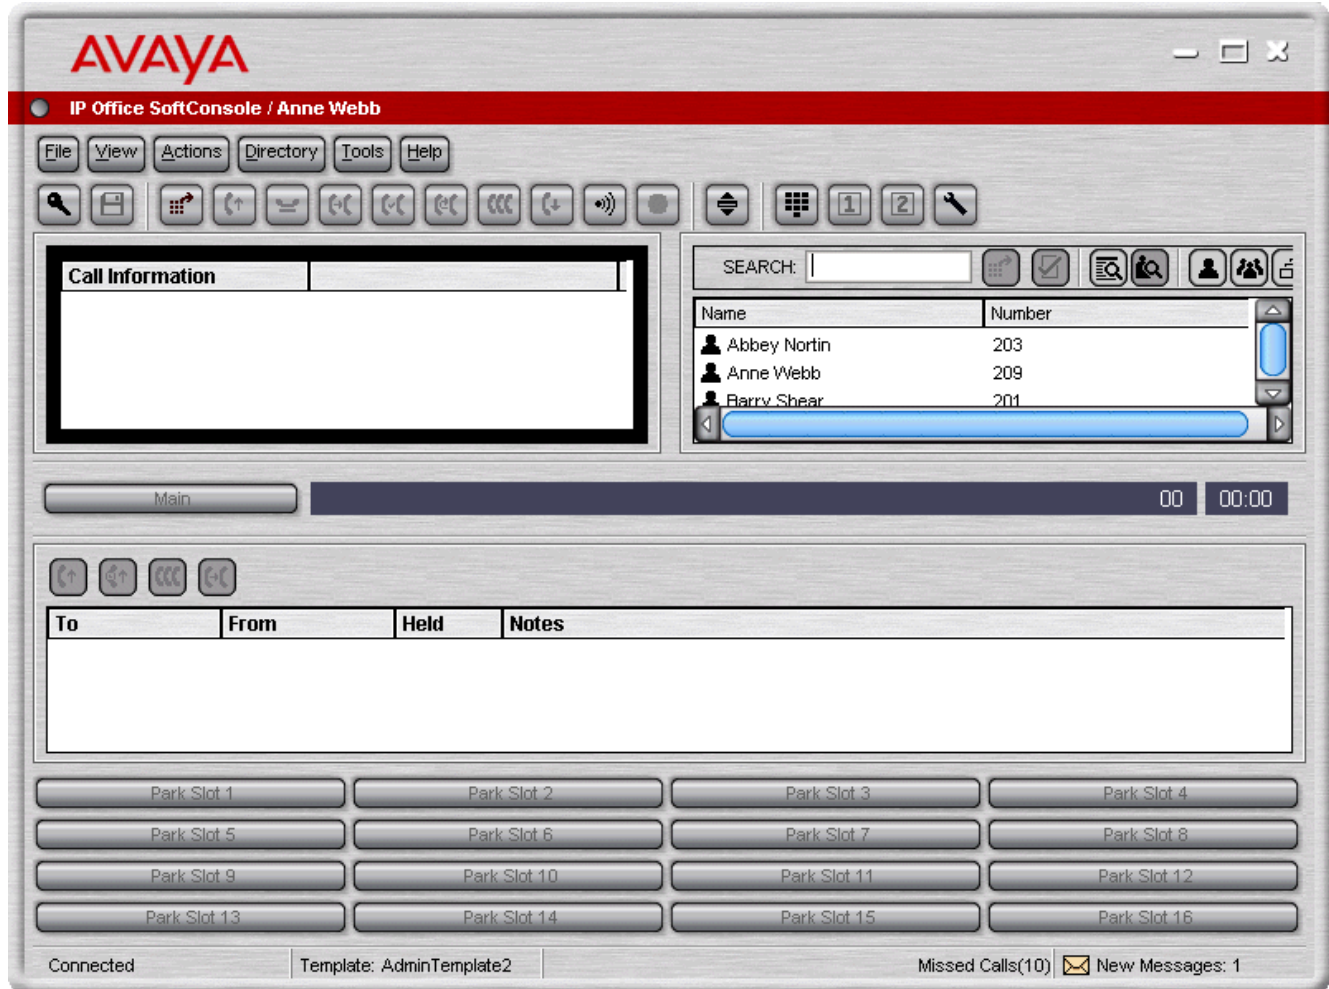 AVAYA
IP Office SoftConsole / Anne Webb
File View Actions Directory Tools Help
1 2
Call Information
SEARCH:
Name Number
Abbey Nortin 203
Anne Webb 209
Barry Shear 201
Main 00 00:00
To From Held Notes
Park Slot 1 Park Slot 2 Park Slot 3 Park Slot 4
Park Slot 5 Park Slot 6 Park Slot 7 Park Slot 8
Park Slot 9 Park Slot 10 Park Slot 11 Park Slot 12
Park Slot 13 Park Slot 14 Park Slot 15 Park Slot 16
Connected Template: AdminTemplate2 Missed Calls(10) New Messages: 1